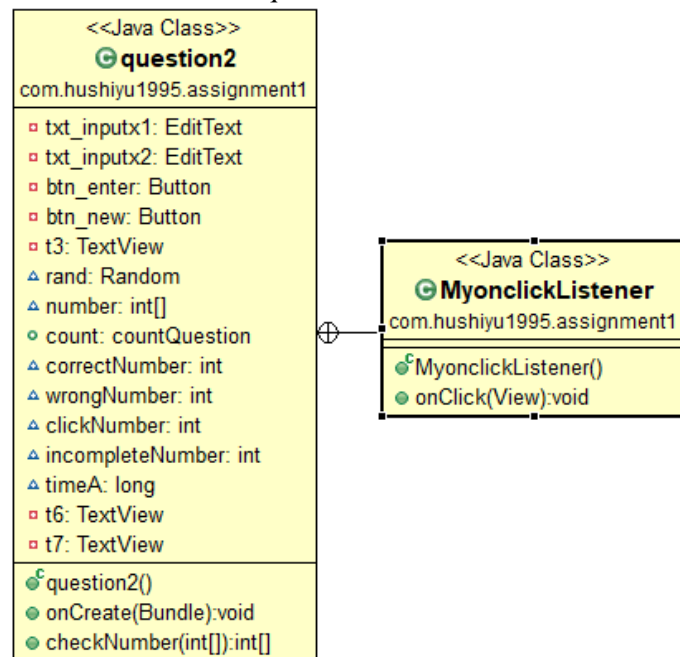 <<Java Class>>
question2
com.hushiyu1995.assignment1
txt_inputx1: EditText
txt_inputx2: EditText
btn_enter: Button
btn_new: Button
t3: TextView
rand: Random
number: int[]
count: countQuestion
correctNumber: int
wrongNumber: int
clickNumber: int
incompleteNumber: int
timeA: long
t6: TextView
t7: TextView
question2()
onCreate(Bundle):void
checkNumber(int[]):int[]
<<Java Class>>
MyonclickListener
com.hushiyu1995.assignment1
MyonclickListener()
onClick(View):void